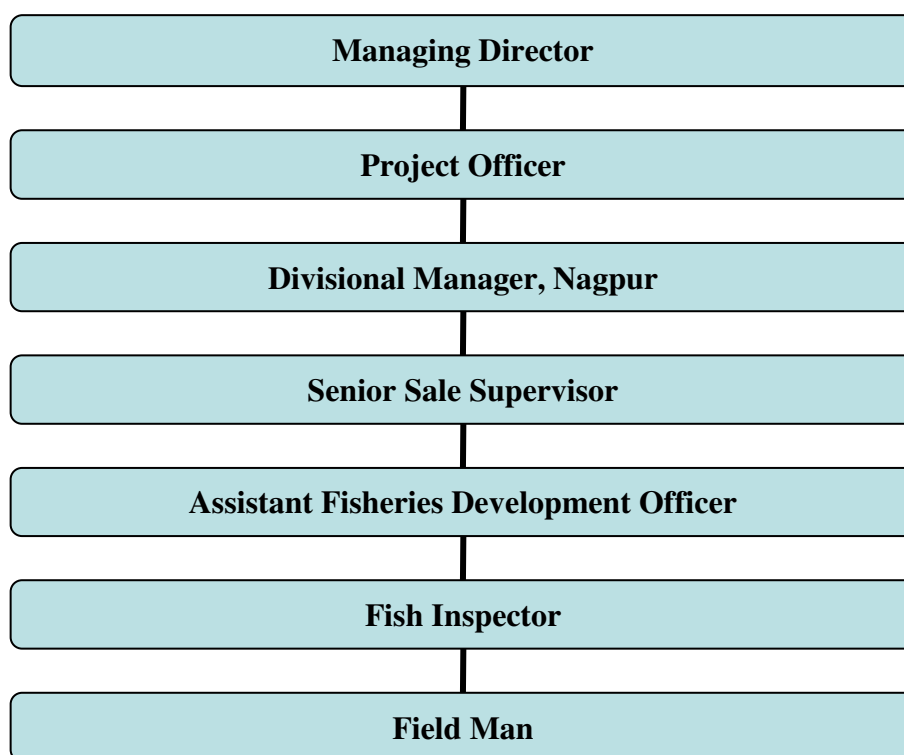 Managing Director
Project Officer
Divisional Manager, Nagpur
Senior Sale Supervisor
Assistant Fisheries Development Officer
Fish Inspector
Field Man